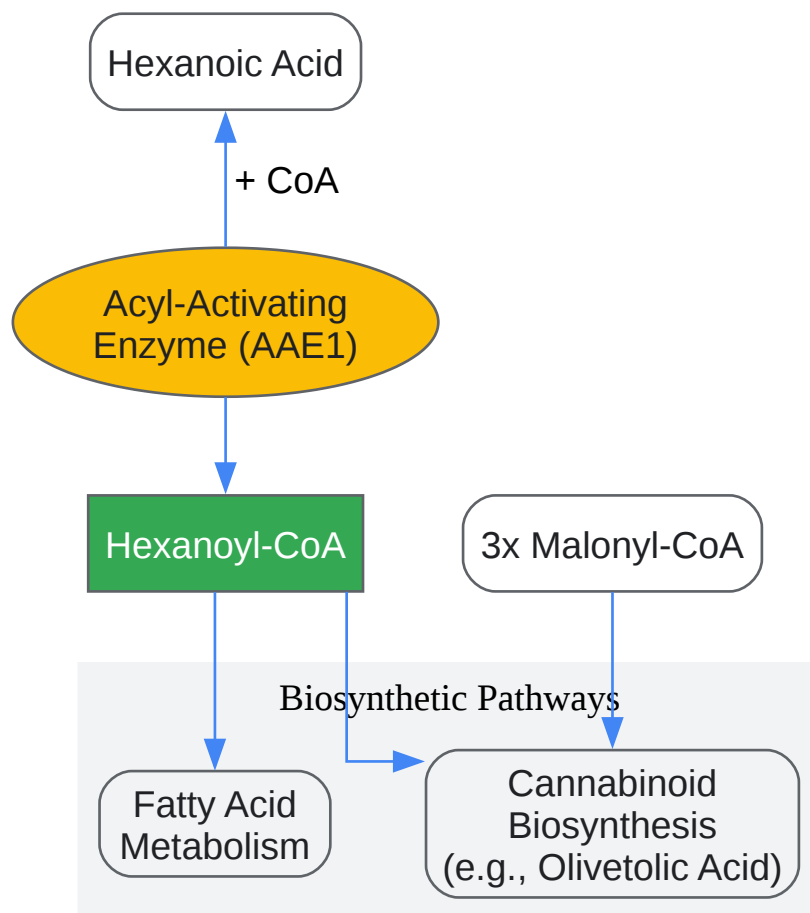 Hexanoic Acid
+ CoA
Acyl-Activating
Enzyme (AAE1)
Hexanoyl-CoA
3x Malonyl-CoA
Biosynthetic Pathways
Fatty Acid
Metabolism
Cannabinoid
Biosynthesis
(e.g., Olivetolic Acid)